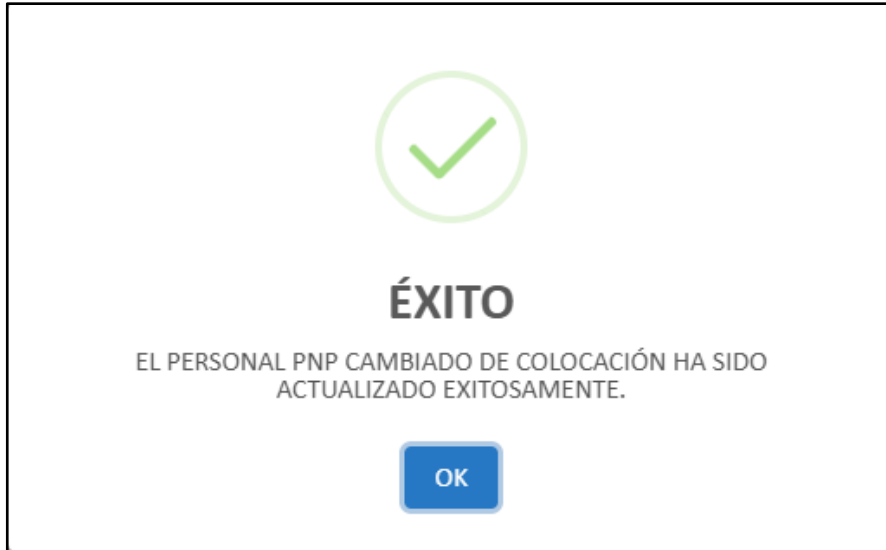 ÉXITO
EL PERSONAL PNP CAMBIADO DE COLOCACIÓN HA SIDO
ACTUALIZADO EXITOSAMENTE.
OK